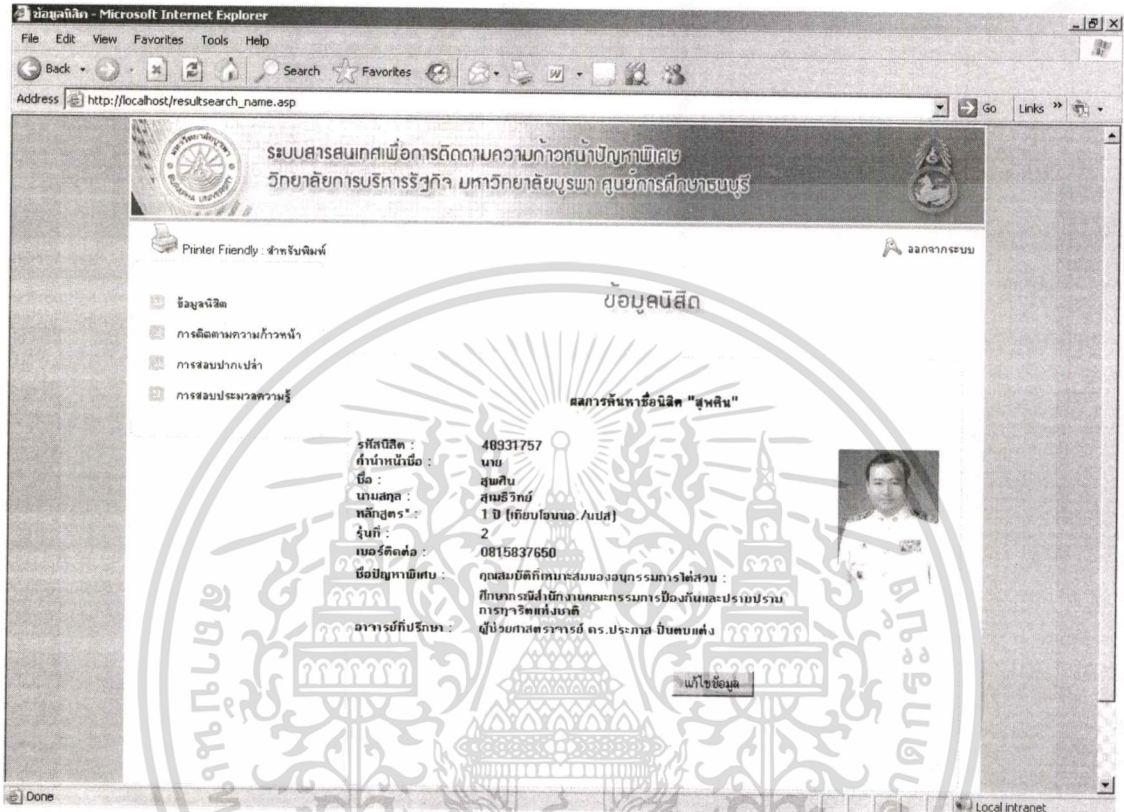 ข้อมูลนิสิต - Microsoft Internet Explorer
File Edit View Favorites Tools Help
Back Search Favorites
Address http://localhost/resultsearch_name.asp Go Links
ระบบสารสนเทศเพื่อการติดตามความก้าวหน้าปัญหาพิเศษ
วิทยาลัยการบริหารรัฐกิจ มหาวิทยาลัยบูรพา ศูนย์การศึกษาธนบุรี
Printer Friendly : สำหรับพิมพ์
ออกจากระบบ
ข้อมูลนิสิต
ข้อมูลนิสิต
การติดตามความก้าวหน้า
การสอบปากเปล่า
การสอบประมวลความรู้
ผลการค้นหาชื่อนิสิต "สุพศิน"
รหัสนิสิต : 48931757
คำนำหน้าชื่อ : นาย
ชื่อ : สุพศิน
นามสกุล : สุเมธิวิทย์
หลักสูตร* : 1 ปี (เทียบโอนนอ./นปส)
รุ่นที่ : 2
เบอร์ติดต่อ : 0815837650
ชื่อปัญหาพิเศษ : คุณสมบัติที่เหมาะสมของอนุกรรมการไต่สวน :
ศึกษากรณีสำนักงานคณะกรรมการป้องกันและปราบปราม
การทุจริตแห่งชาติ
อาจารย์ที่ปรึกษา : ผู้ช่วยศาสตราจารย์ ดร.ประภาส ปิ่นตบแต่ง
แก้ไขข้อมูล
Done
Local intranet